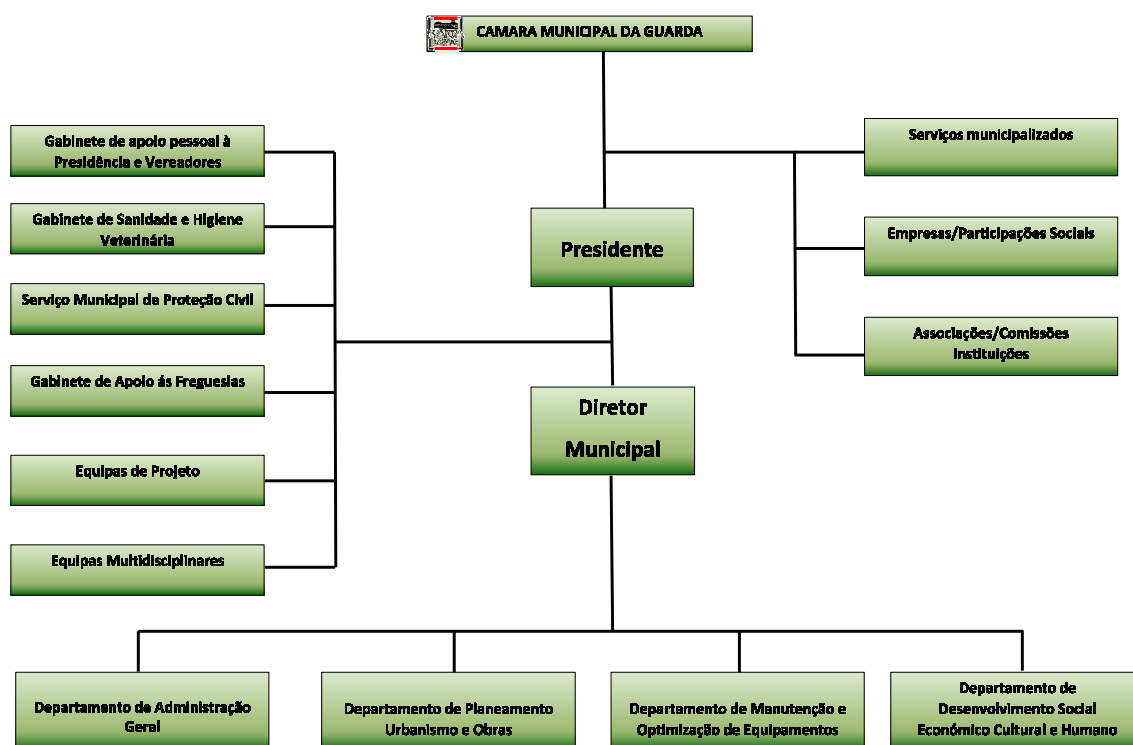 CAMARA MUNICIPAL DA GUARDA
Gabinete de apoio pessoal à
Presidência e Vereadores
Gabinete de Sanidade e Higiene
Veterinária
Serviço Municipal de Proteção Civil
Gabinete de Apoio ás Freguesias
Equipas de Projeto
Equipas Multidisciplinares
Serviços municipalizados
Empresas/Participações Sociais
Associações/Comissões
Instituições
Presidente
Diretor
Municipal
Departamento de Administração
Geral
Departamento de Planeamento
Urbanismo e Obras
Departamento de Manutenção e
Optimização de Equipamentos
Departamento de
Desenvolvimento Social
Económico Cultural e Humano